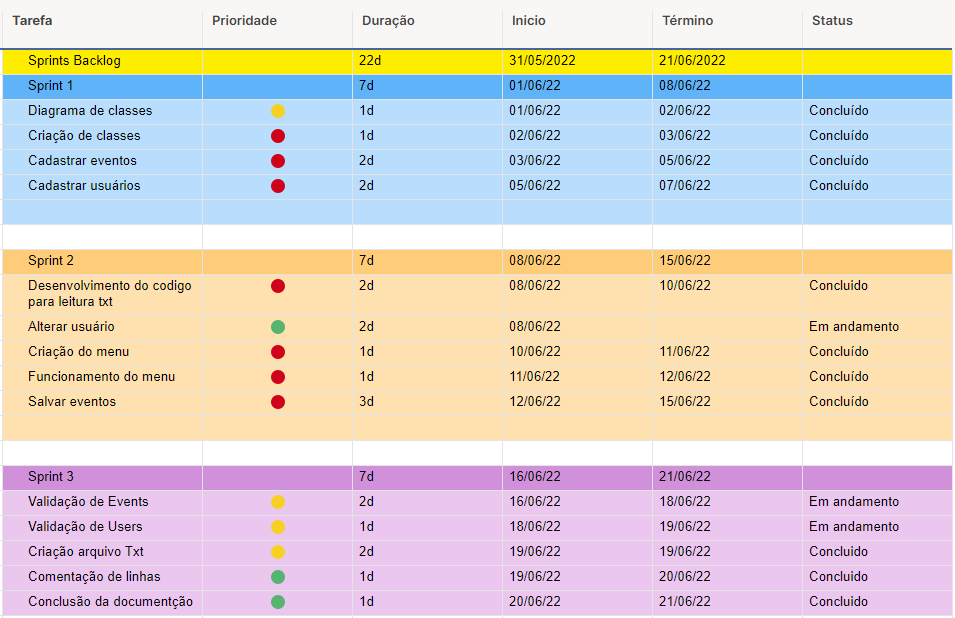 Tarefa Prioridade Duração Inicio Término Status
Sprints Backlog 22d 31/05/2022 21/06/2022
Sprint 1 7d 01/06/22 08/06/22
Diagrama de classes 1d 01/06/22 02/06/22 Concluído
Criação de classes 1d 02/06/22 03/06/22 Concluído
Cadastrar eventos 2d 03/06/22 05/06/22 Concluído
Cadastrar usuários 2d 05/06/22 07/06/22 Concluído
Sprint 2 7d 08/06/22 15/06/22
Desenvolvimento do codigo 2d 08/06/22 10/06/22 Concluido
para leitura txt
Alterar usuário 2d 08/06/22 Em andamento
Criação do menu 1d 10/06/22 11/06/22 Concluído
Funcionamento do menu 1d 11/06/22 12/06/22 Concluído
Salvar eventos 3d 12/06/22 15/06/22 Concluído
Sprint 3 7d 16/06/22 21/06/22
Validação de Events 2d 16/06/22 18/06/22 Em andamento
Validação de Users 1d 18/06/22 19/06/22 Em andamento
Criação arquivo Txt 2d 19/06/22 19/06/22 Concluido
Comentação de linhas 1d 19/06/22 20/06/22 Concluido
Conclusão da documentção 1d 20/06/22 21/06/22 Concluido